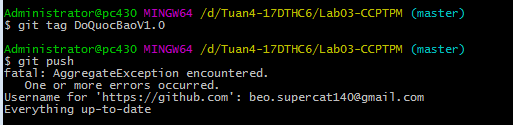 Administrator@pc430 MINGW64 /d/Tuan4-17DTHC6/Lab03-CCPTPM (master)
$ git tag DoQuocBaoV1.0
Administrator@pc430 MINGW64 /d/Tuan4-17DTHC6/Lab03-CCPTPM (master)
$ git push
fatal: AggregateException encountered.
   One or more errors occurred.
Username for 'https://github.com': beo.supercat140@gmail.com
Everything up-to-date